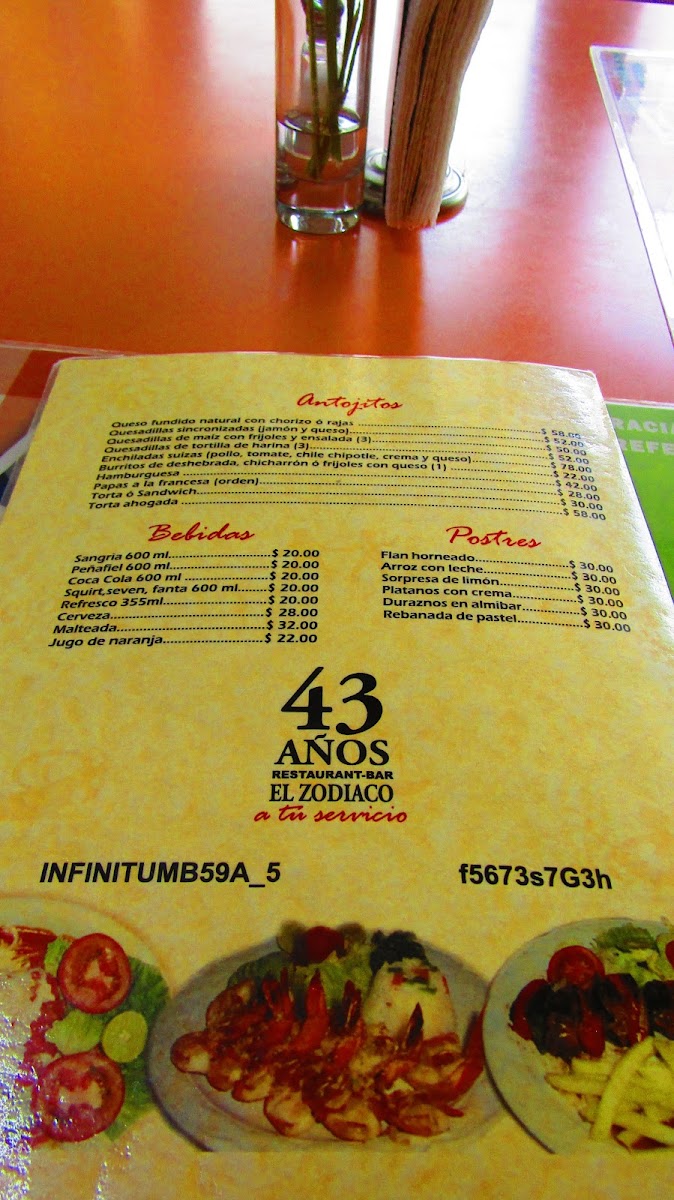 Antojitos
Queso fundido natural con chorizo ó rajas ........ $ 58.00
Quesadillas sincronizadas (jamón y queso)........ $ 52.00
Quesadillas de maíz con frijoles y ensalada (3)........ $ 50.00
Quesadillas de tortilla de harina (3)........ $ 52.00
Enchiladas suizas (pollo, tomate, chile chipotle, crema y queso)........ $ 78.00
Burritos de deshebrada, chicharrón ó frijoles con queso (1) ........ $ 22.00
Hamburguesa ........ $ 42.00
Papas a la francesa (orden)........ $ 28.00
Torta ó Sandwich........ $ 30.00
Torta ahogada ........ $ 58.00
Bebidas
Sangria 600 ml........ $ 20.00
Peñafiel 600 ml........ $ 20.00
Coca Cola 600 ml ........ $ 20.00
Squirt,seven, fanta 600 ml........ $ 20.00
Refresco 355ml........ $ 20.00
Cerveza........ $ 28.00
Malteada........ $ 32.00
Jugo de naranja........ $ 22.00
Postres
Flan horneado........ $ 30.00
Arroz con leche........ $ 30.00
Sorpresa de limón........ $ 30.00
Platanos con crema........ $ 30.00
Duraznos en almibar........ $ 30.00
Rebanada de pastel........ $ 30.00
43
AÑOS
RESTAURANT-BAR
EL ZODIACO
a tú servicio
INFINITUMB59A_5 f5673s7G3h
RACIA
REFE